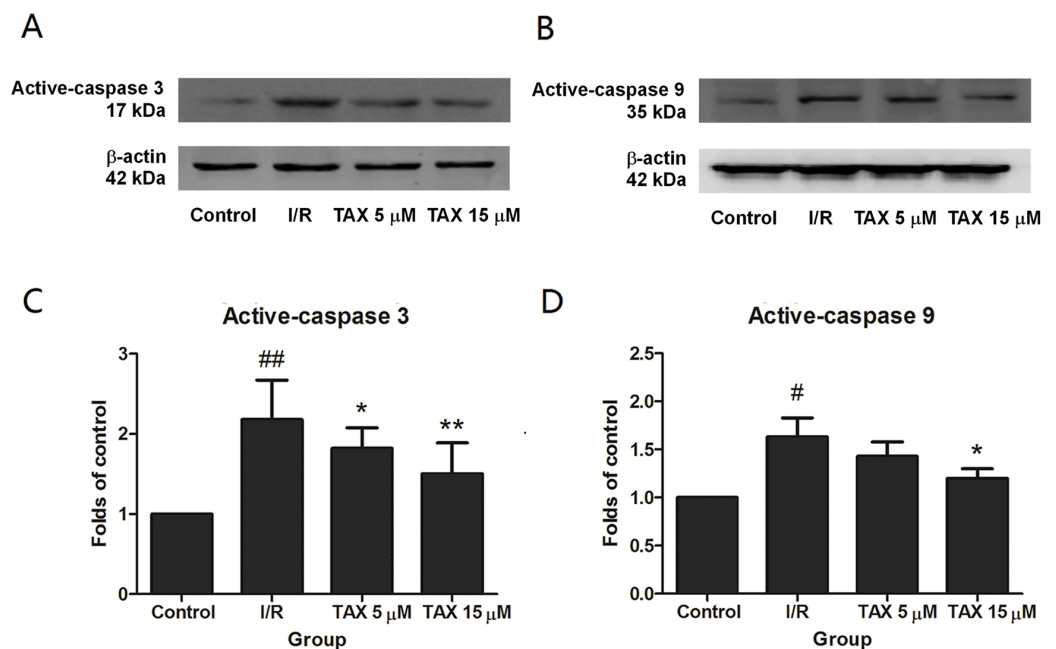 A
B
Active-caspase 3
17 kDa
β-actin
42 kDa
Control I/R TAX 5 μM TAX 15 μM
Active-caspase 9
35 kDa
β-actin
42 kDa
Control I/R TAX 5 μM TAX 15 μM
C
Active-caspase 3
Folds of control
3
2
1
0
##
*
**
Control I/R TAX 5 μM TAX 15 μM
Group
D
Active-caspase 9
Folds of control
2.5
2.0
1.5
1.0
0.5
0.0
#
*
Control I/R TAX 5 μM TAX 15 μM
Group